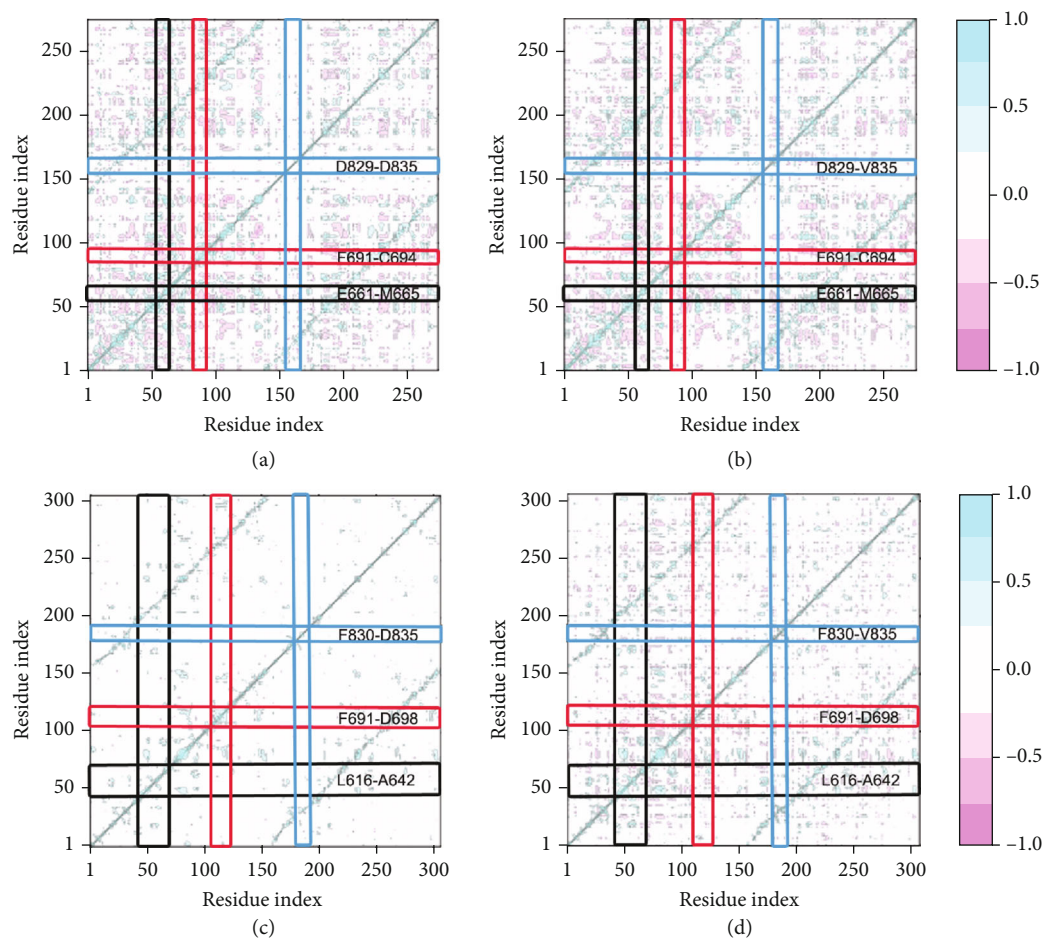 250
200
150
100
50
1
Residue index
D829-D835
F691-C694
E661-M665
1 50 100 150 200 250
Residue index
(a)
250
200
150
100
50
1
Residue index
D829-V835
F691-C694
E661-M665
1 50 100 150 200 250
Residue index
(b)
1.0
0.5
0.0
−0.5
−1.0
300
250
200
150
100
50
1
Residue index
F830-D835
F691-D698
L616-A642
1 50 100 150 200 250 300
Residue index
(c)
300
250
200
150
100
50
1
Residue index
F830-V835
F691-D698
L616-A642
1 50 100 150 200 250 300
Residue index
(d)
1.0
0.5
0.0
−0.5
−1.0